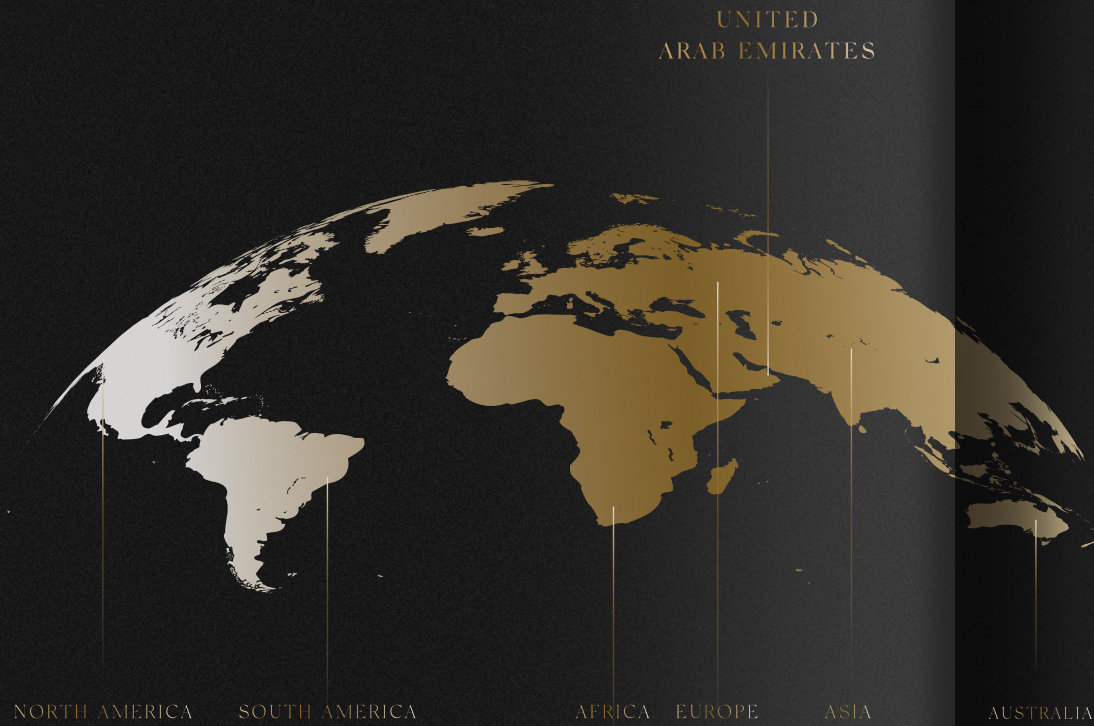 UNITED
ARAB EMIRATES
NORTH AMERICA
SOUTH AMERICA
AFRICA
EUROPE
ASIA
AUSTRALIA